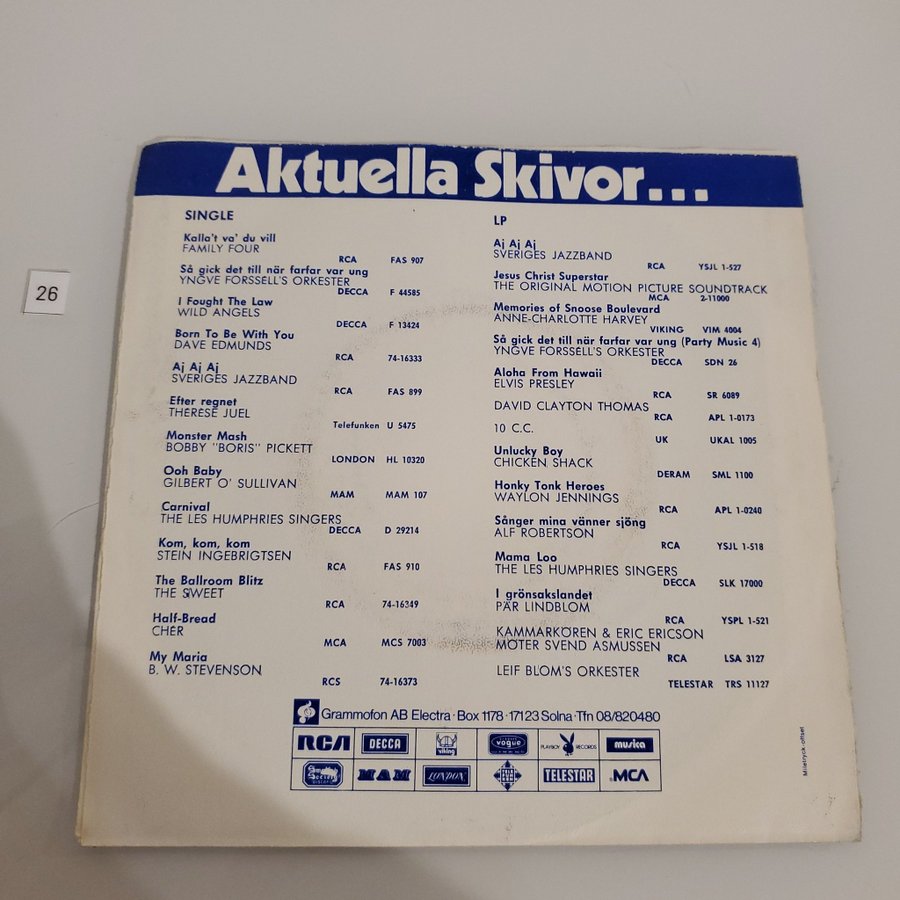 Aktuella Skivor...
26
SINGLE
Kalla't va' du vill
FAMILY FOUR
RCA FAS 907
Så gick det till när farfar var ung
YNGVE FORSSELL'S ORKESTER
DECCA F 44585
I Fought The Law
WILD ANGELS
DECCA F 13424
Born To Be With You
DAVE EDMUNDS
RCA 74-16333
Aj Aj Aj
SVERIGES JAZZBAND
RCA FAS 899
Efter regnet
THERESE JUEL
Telefunken U 5475
Monster Mash
BOBBY "BORIS" PICKETT
LONDON HL 10320
Ooh Baby
GILBERT O' SULLIVAN
MAM MAM 107
Carnival
THE LES HUMPHRIES SINGERS
DECCA D 29214
Kom, kom, kom
STEIN INGEBRIGTSEN
RCA FAS 910
The Ballroom Blitz
THE SWEET
RCA 74-16349
Half-Bread
CHER
MCA MCS 7003
My Maria
B. W. STEVENSON
RCS 74-16373
LP
Aj Aj Aj
SVERIGES JAZZBAND
RCA YSJL 1-527
Jesus Christ Superstar
THE ORIGINAL MOTION PICTURE SOUNDTRACK
MCA 2-11000
Memories of Snoose Boulevard
ANNE-CHARLOTTE HARVEY
VIKING VIM 4004
Så gick det till när farfar var ung (Party Music 4)
YNGVE FORSSELL'S ORKESTER
DECCA SDN 26
Aloha From Hawaii
ELVIS PRESLEY
RCA SR 6089
DAVID CLAYTON THOMAS
RCA APL 1-0173
10 C.C.
UK UKAL 1005
Unlucky Boy
CHICKEN SHACK
DERAM SML 1100
Honky Tonk Heroes
WAYLON JENNINGS
RCA APL 1-0240
Sånger mina vänner sjöng
ALF ROBERTSON
RCA YSJL 1-518
Mama Loo
THE LES HUMPHRIES SINGERS
DECCA SLK 17000
I grönsakslandet
PÄR LINDBLOM
RCA YSPL 1-521
KAMMARKÖREN & ERIC ERICSON
MÖTER SVEND ASMUSSEN
RCA LSA 3127
LEIF BLOM'S ORKESTER
TELESTAR TRS 11127
Grammofon AB Electra · Box 1178 · 171 23 Solna · Tfn 08/820480
RCA DECCA viking vogue PLAYBOY RECORDS musica
MAM LONDON TELESTAR MCA